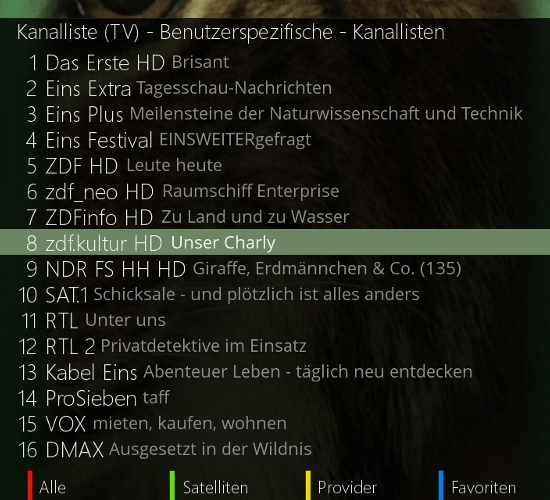 Kanalliste (TV) - Benutzerspezifische - Kanallisten
1 Das Erste HD Brisant
2 Eins Extra Tagesschau-Nachrichten
3 Eins Plus Meilensteine der Naturwissenschaft und Technik
4 Eins Festival EINSWEITERgefragt
5 ZDF HD Leute heute
6 zdf_neo HD Raumschiff Enterprise
7 ZDFinfo HD Zu Land und zu Wasser
8 zdf.kultur HD Unser Charly
9 NDR FS HH HD Giraffe, Erdmännchen & Co. (135)
10 SAT.1 Schicksale - und plötzlich ist alles anders
11 RTL Unter uns
12 RTL 2 Privatdetektive im Einsatz
13 Kabel Eins Abenteuer Leben - täglich neu entdecken
14 ProSieben taff
15 VOX mieten, kaufen, wohnen
16 DMAX Ausgesetzt in der Wildnis
Alle Satelliten Provider Favoriten